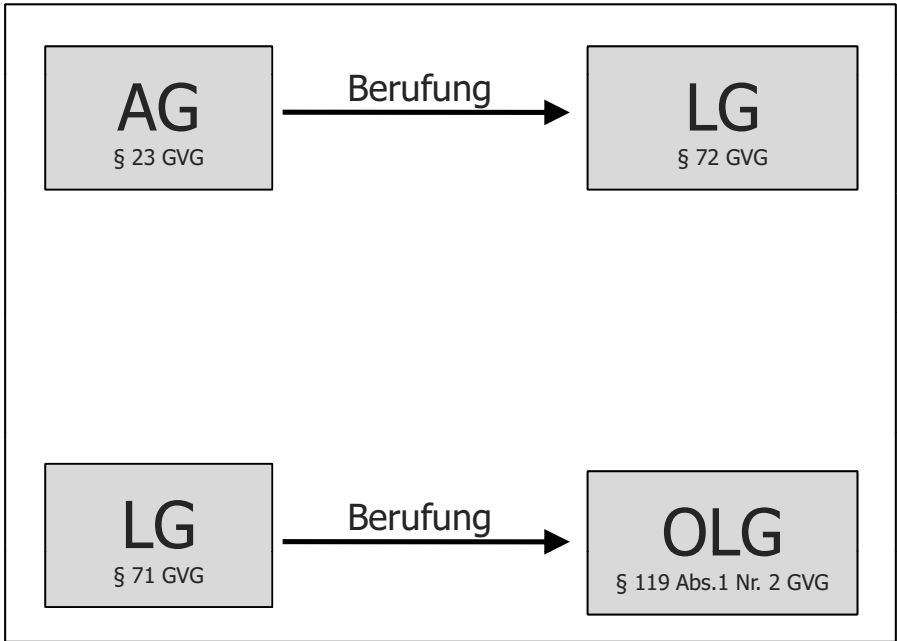 AG
§ 23 GVG
Berufung
LG
§ 72 GVG
LG
§ 71 GVG
Berufung
OLG
§ 119 Abs.1 Nr. 2 GVG